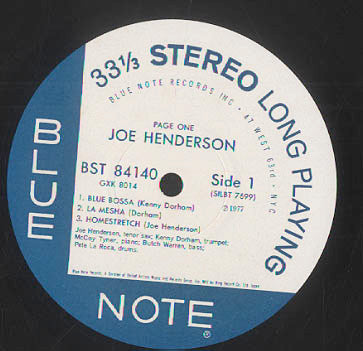 33⅓ STEREO LONG PLAYING
BLUE NOTE RECORDS INC • 47 WEST 63rd • NYC
PAGE ONE
JOE HENDERSON
BST 84140
GXK 8014
Side 1
(SILBT 7699)
1. BLUE BOSSA (Kenny Dorham)
2. LA MESHA (Dorham)
3. HOMESTRETCH (Joe Henderson)
℗1977
Joe Henderson, tenor sax; Kenny Dorham, trumpet;
McCoy Tyner, piano; Butch Warren, bass;
Pete La Roca, drums.
BLUE
NOTE ®